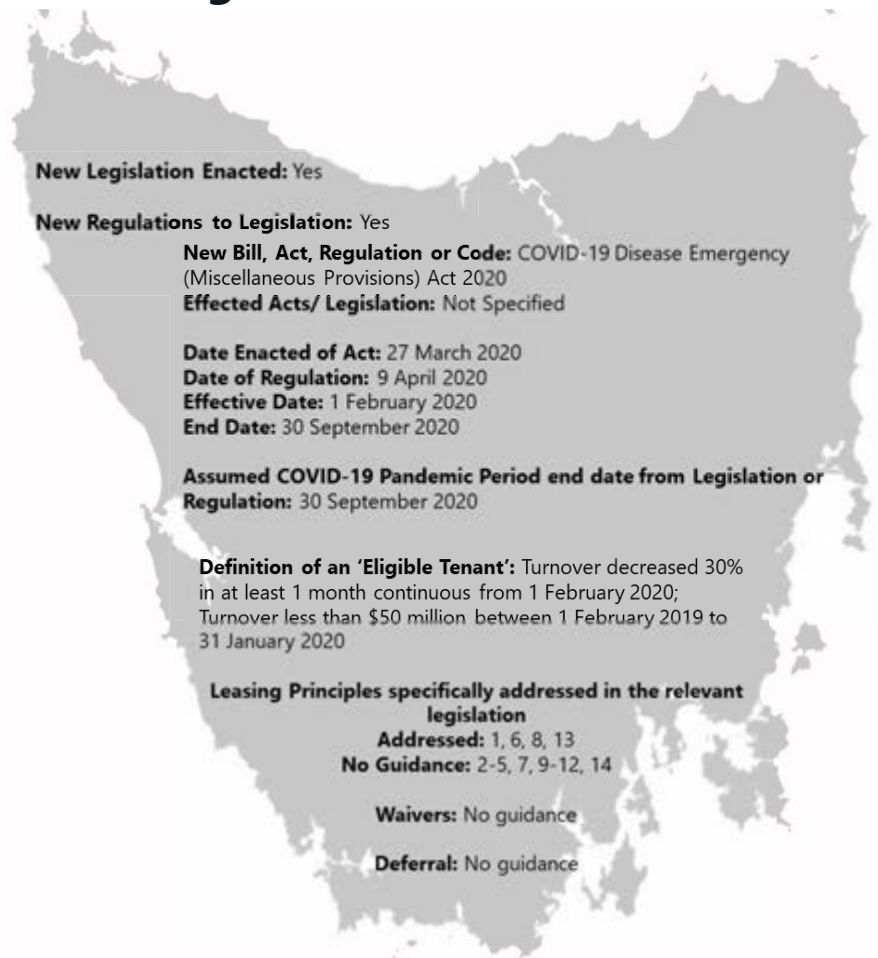 New Legislation Enacted: Yes
New Regulations to Legislation: Yes
New Bill, Act, Regulation or Code: COVID-19 Disease Emergency
(Miscellaneous Provisions) Act 2020
Effected Acts/ Legislation: Not Specified
Date Enacted of Act: 27 March 2020
Date of Regulation: 9 April 2020
Effective Date: 1 February 2020
End Date: 30 September 2020
Assumed COVID-19 Pandemic Period end date from Legislation or
Regulation: 30 September 2020
Definition of an ‘Eligible Tenant’: Turnover decreased 30%
in at least 1 month continuous from 1 February 2020;
Turnover less than $50 million between 1 February 2019 to
31 January 2020
Leasing Principles specifically addressed in the relevant
legislation
Addressed: 1, 6, 8, 13
No Guidance: 2-5, 7, 9-12, 14
Waivers: No guidance
Deferral: No guidance